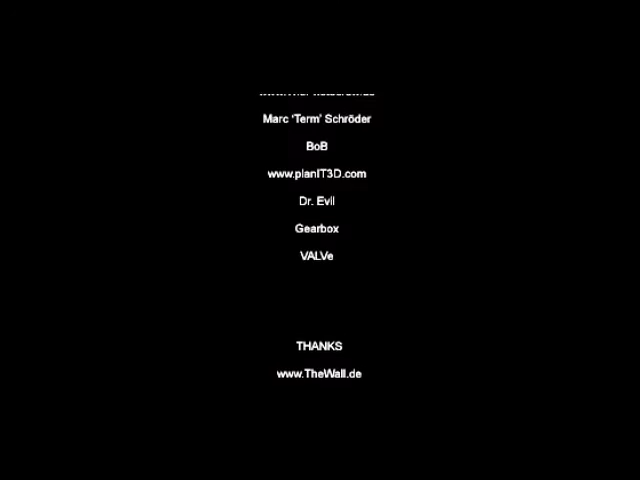 Marc ‘Term’ Schröder
BoB
www.planIT3D.com
Dr. Evil
Gearbox
VALVe
THANKS
www.TheWall.de